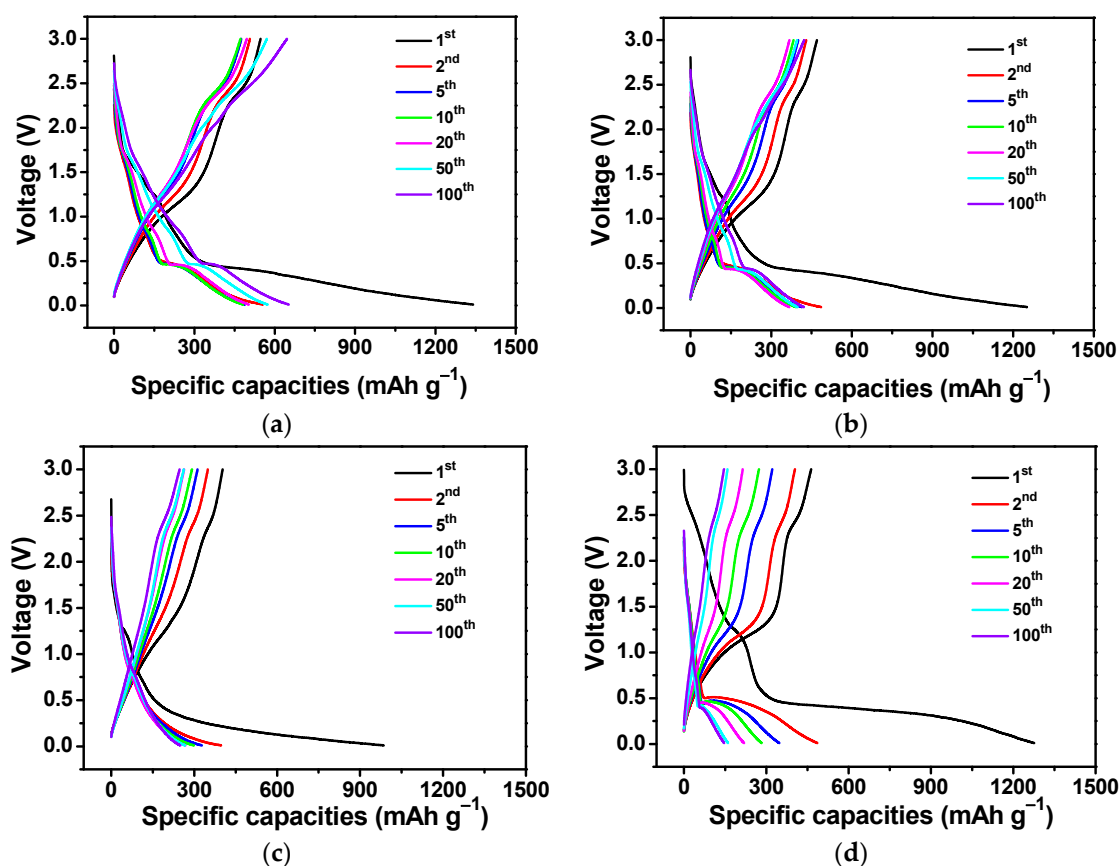 3.0
2.5
2.0
1.5
1.0
0.5
0.0
Voltage (V)
1st
2nd
5th
10th
20th
50th
100th
0 300 600 900 1200 1500
Specific capacities (mAh g–1)
(a)
3.0
2.5
2.0
1.5
1.0
0.5
0.0
Voltage (V)
1st
2nd
5th
10th
20th
50th
100th
0 300 600 900 1200 1500
Specific capacities (mAh g–1)
(b)
3.0
2.5
2.0
1.5
1.0
0.5
0.0
Voltage (V)
1st
2nd
5th
10th
20th
50th
100th
0 300 600 900 1200 1500
Specific capacities (mAh g–1)
(c)
3.0
2.5
2.0
1.5
1.0
0.5
0.0
Voltage (V)
1st
2nd
5th
10th
20th
50th
100th
0 300 600 900 1200 1500
Specific capacities (mAh g–1)
(d)